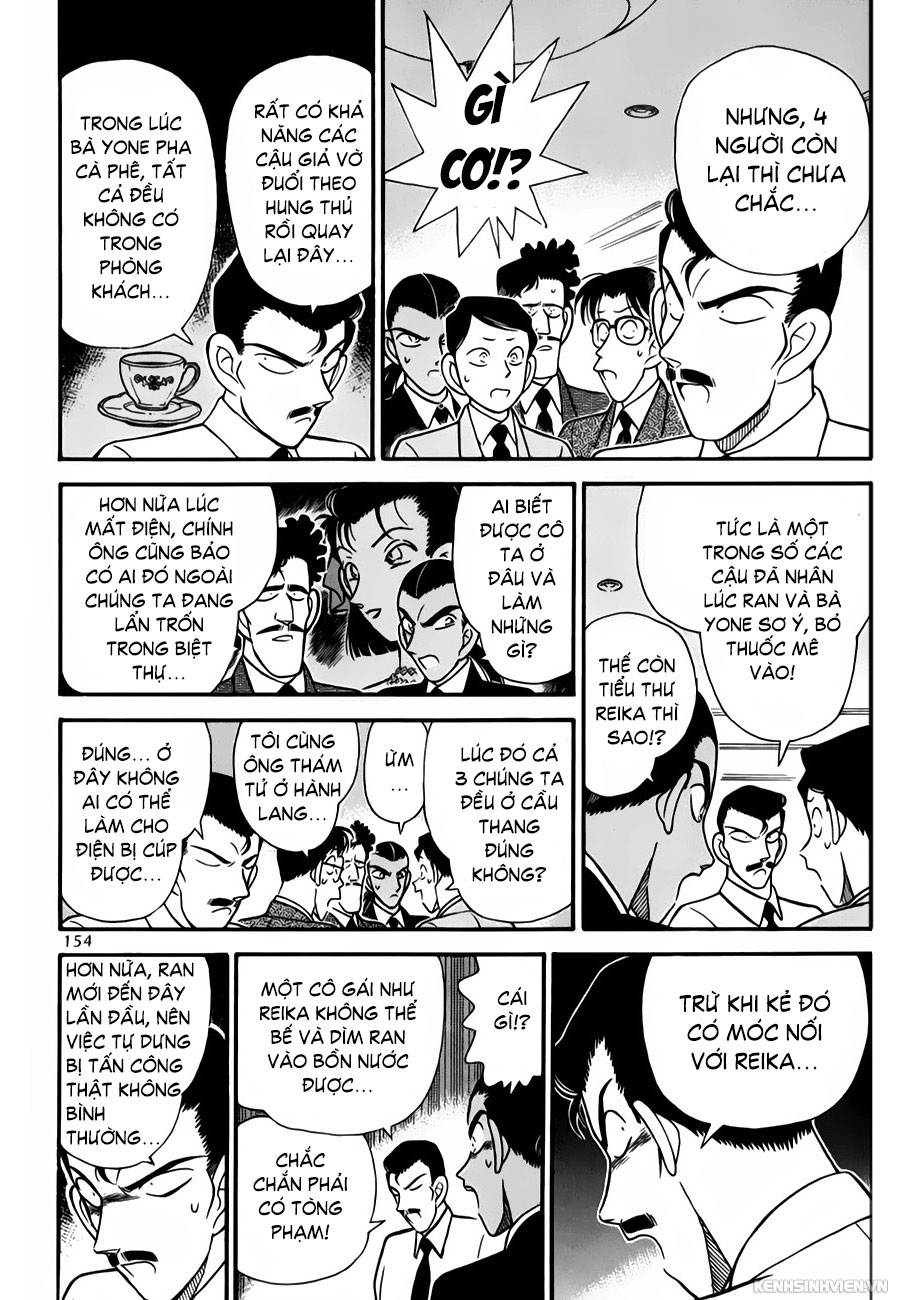 NHƯNG, 4
NGƯỜI CÒN
LẠI THÌ CHƯA
CHẮC...
GÌ
CƠ!?
RẤT CÓ KHẢ
NĂNG CÁC
CẬU GIẢ VỜ
ĐUỔI THEO
HUNG THỦ
RỒI QUAY
LẠI ĐÂY...
TRONG LÚC
BÀ YONE PHA
CÀ PHÊ, TẤT
CẢ ĐỀU
KHÔNG CÓ
TRONG
PHÒNG
KHÁCH...
TỨC LÀ MỘT
TRONG SỐ CÁC
CẬU ĐÃ NHÂN
LÚC RAN VÀ BÀ
YONE SƠ Ý, BỎ
THUỐC MÊ
VÀO!
THẾ CÒN
TIỂU THƯ
REIKA THÌ
SAO!?
AI BIẾT
ĐƯỢC CÔ
TA Ở
ĐÂU VÀ
LÀM
NHỮNG
GÌ?
HƠN NỮA LÚC
MẤT ĐIỆN, CHÍNH
ÔNG CŨNG BẢO
CÓ AI ĐÓ NGOÀI
CHÚNG TA ĐANG
LẨN TRỐN
TRONG BIỆT
THỰ...
LÚC ĐÓ CẢ
3 CHÚNG TA
ĐỀU Ở CẦU
THANG
ĐÚNG
KHÔNG?
ỪM
...
TÔI CÙNG
ÔNG THÁM
TỬ Ở HÀNH
LANG...
ĐÚNG... Ở
ĐÂY KHÔNG
AI CÓ THỂ
LÀM CHO
ĐIỆN BỊ CÚP
ĐƯỢC...
154
TRỪ KHI KẺ ĐÓ
CÓ MÓC NỐI
VỚI REIKA...
CÁI
GÌ!?
MỘT CÔ GÁI NHƯ
REIKA KHÔNG THỂ
BẾ VÀ DÌM RAN
VÀO BỒN NƯỚC
ĐƯỢC...
CHẮC
CHẮN PHẢI
CÓ TÒNG
PHẠM!
HƠN NỮA, RAN
MỚI ĐẾN ĐÂY
LẦN ĐẦU, NÊN
VIỆC TỰ DƯNG
BỊ TẤN CÔNG
THẬT KHÔNG
BÌNH
THƯỜNG...
KENHSINHVIEN.VN